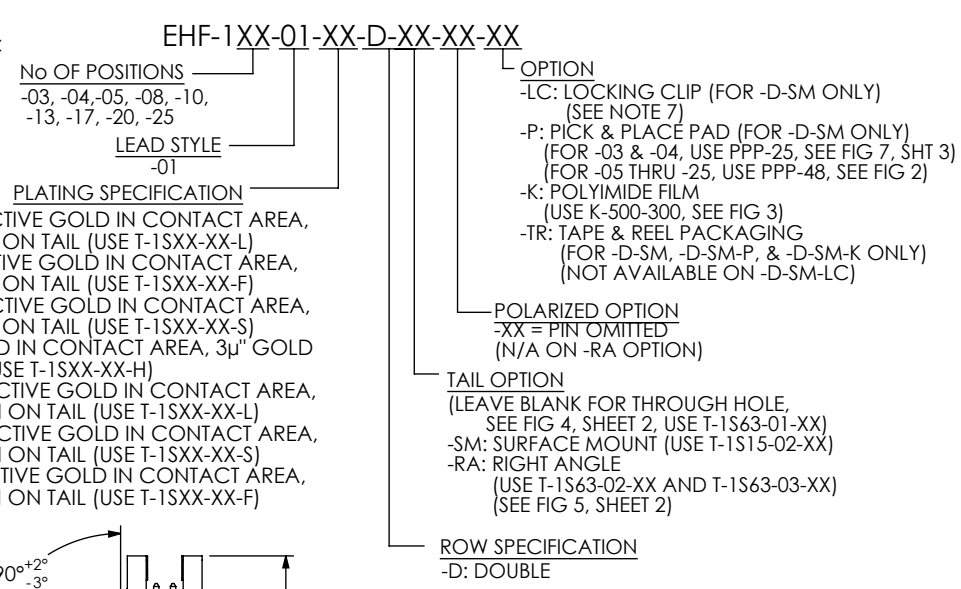 EHF-1XX-01-XX-D-XX-XX-XX
No OF POSITIONS
-03, -04,-05, -08, -10,
-13, -17, -20, -25
LEAD STYLE
-01
PLATING SPECIFICATION
CTIVE GOLD IN CONTACT AREA,
ON TAIL (USE T-1SXX-XX-L)
TIVE GOLD IN CONTACT AREA,
ON TAIL (USE T-1SXX-XX-F)
CTIVE GOLD IN CONTACT AREA,
ON TAIL (USE T-1SXX-XX-S)
D IN CONTACT AREA, 3µ" GOLD
USE T-1SXX-XX-H)
ECTIVE GOLD IN CONTACT AREA,
ON TAIL (USE T-1SXX-XX-L)
ECTIVE GOLD IN CONTACT AREA,
ON TAIL (USE T-1SXX-XX-S)
CTIVE GOLD IN CONTACT AREA,
ON TAIL (USE T-1SXX-XX-F)
90°+2°
-3°
OPTION
-LC: LOCKING CLIP (FOR -D-SM ONLY)
(SEE NOTE 7)
-P: PICK & PLACE PAD (FOR -D-SM ONLY)
(FOR -03 & -04, USE PPP-25, SEE FIG 7, SHT 3)
(FOR -05 THRU -25, USE PPP-48, SEE FIG 2)
-K: POLYIMIDE FILM
(USE K-500-300, SEE FIG 3)
-TR: TAPE & REEL PACKAGING
(FOR -D-SM, -D-SM-P, & -D-SM-K ONLY)
(NOT AVAILABLE ON -D-SM-LC)
POLARIZED OPTION
-XX = PIN OMITTED
(N/A ON -RA OPTION)
TAIL OPTION
(LEAVE BLANK FOR THROUGH HOLE,
SEE FIG 4, SHEET 2, USE T-1S63-01-XX)
-SM: SURFACE MOUNT (USE T-1S15-02-XX)
-RA: RIGHT ANGLE
(USE T-1S63-02-XX AND T-1S63-03-XX)
(SEE FIG 5, SHEET 2)
ROW SPECIFICATION
-D: DOUBLE